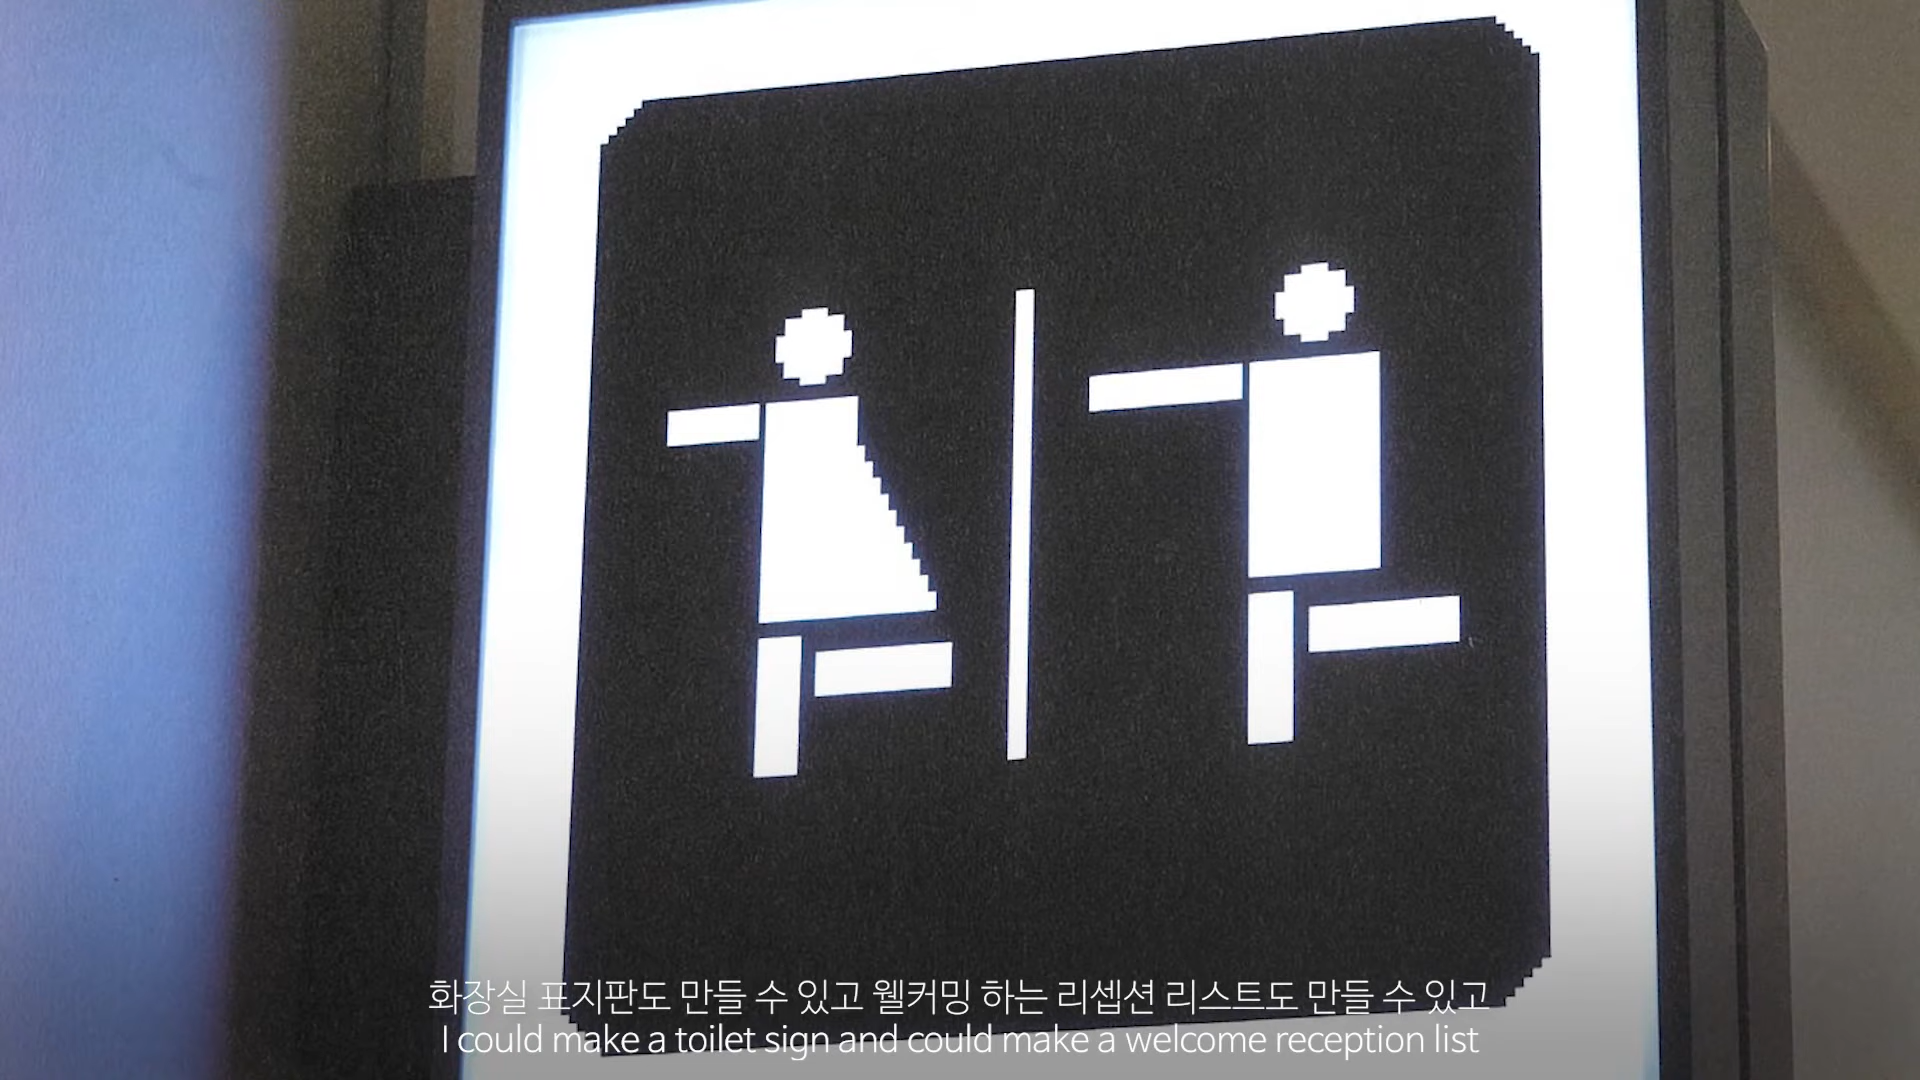 화장실 표지판도 만들 수 있고 웰커밍 하는 리셉션 리스트도 만들 수 있고
I could make a toilet sign and could make a welcome reception list